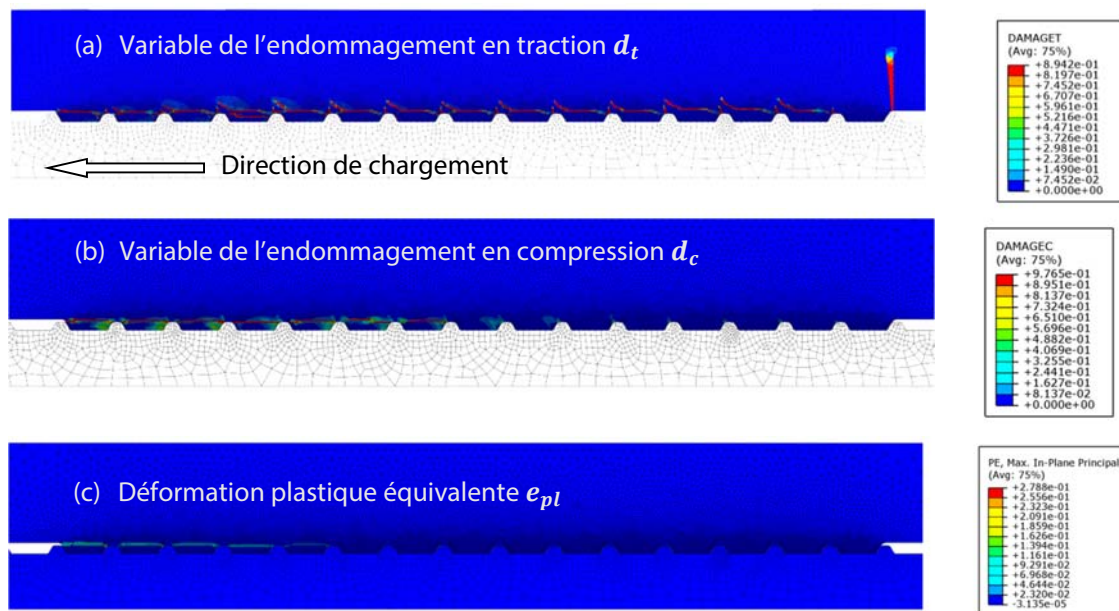 (a) Variable de l’endommagement en traction dₜ
DAMAGET
(Avg: 75%)
+8.942e-01
+8.197e-01
+7.452e-01
+6.707e-01
+5.961e-01
+5.216e-01
+4.471e-01
+3.726e-01
+2.981e-01
+2.236e-01
+1.490e-01
+7.452e-02
+0.000e+00
Direction de chargement
(b) Variable de l’endommagement en compression d_c
DAMAGEC
(Avg: 75%)
+9.765e-01
+8.951e-01
+8.137e-01
+7.324e-01
+6.510e-01
+5.696e-01
+4.882e-01
+4.069e-01
+3.255e-01
+2.441e-01
+1.627e-01
+8.137e-02
+0.000e+00
(c) Déformation plastique équivalente e_pl
PE, Max. In-Plane Principal
(Avg: 75%)
+2.788e-01
+2.556e-01
+2.323e-01
+2.091e-01
+1.859e-01
+1.626e-01
+1.394e-01
+1.161e-01
+9.291e-02
+6.968e-02
+4.644e-02
+2.320e-02
-3.135e-05